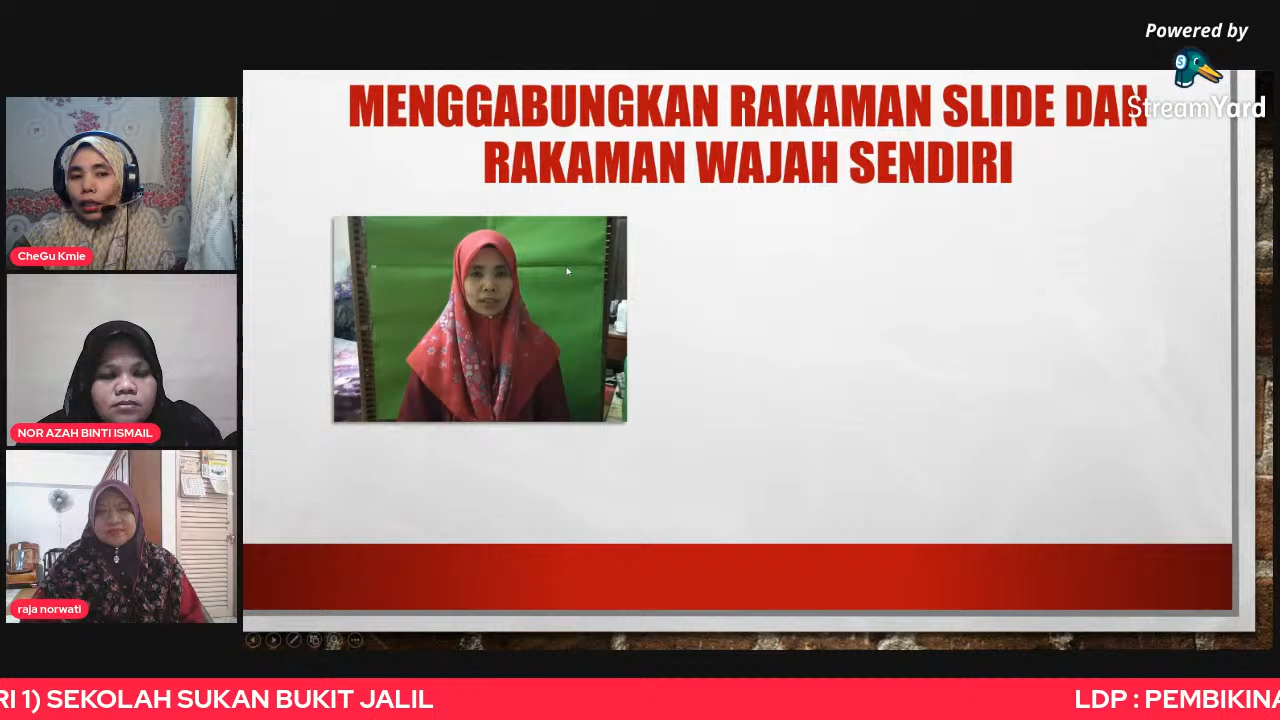 Powered by
StreamYard
MENGGABUNGKAN RAKAMAN SLIDE DAN
RAKAMAN WAJAH SENDIRI
CheGu Kmie
NOR AZAH BINTI ISMAIL
raja norwati
RI 1) SEKOLAH SUKAN BUKIT JALIL
LDP : PEMBIKINA